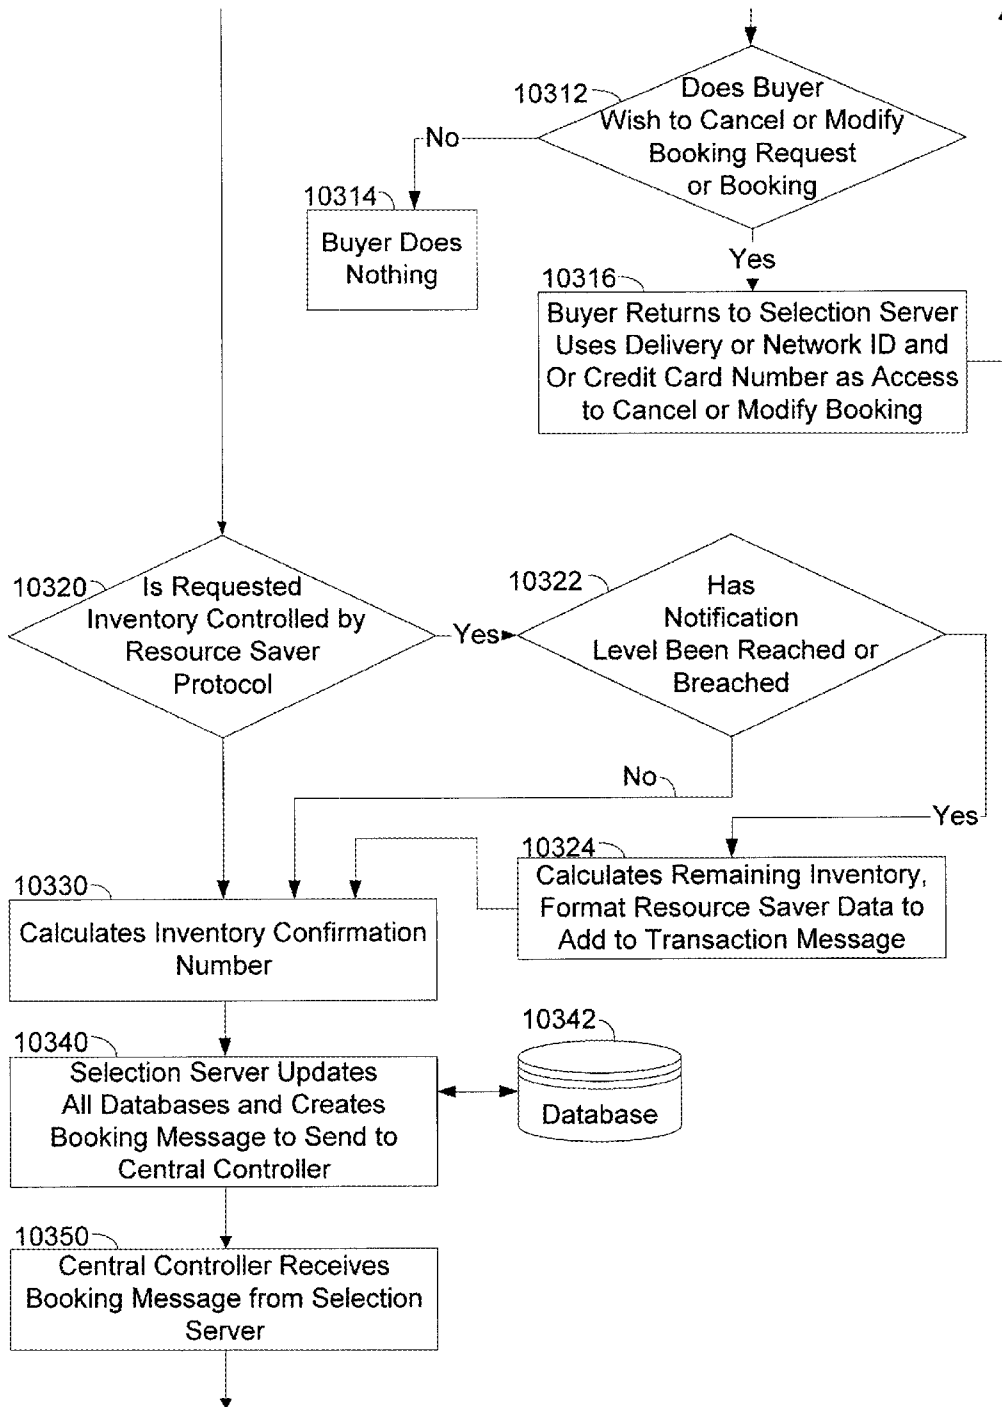 10312
Does Buyer
Wish to Cancel or Modify
Booking Request
or Booking
No
10314
Buyer Does
Nothing
Yes
10316
Buyer Returns to Selection Server
Uses Delivery or Network ID and
Or Credit Card Number as Access
to Cancel or Modify Booking
10320
Is Requested
Inventory Controlled by
Resource Saver
Protocol
Yes
10322
Has
Notification
Level Been Reached or
Breached
No
Yes
10324
Calculates Remaining Inventory,
Format Resource Saver Data to
Add to Transaction Message
10330
Calculates Inventory Confirmation
Number
10340
Selection Server Updates
All Databases and Creates
Booking Message to Send to
Central Controller
10342
Database
10350
Central Controller Receives
Booking Message from Selection
Server